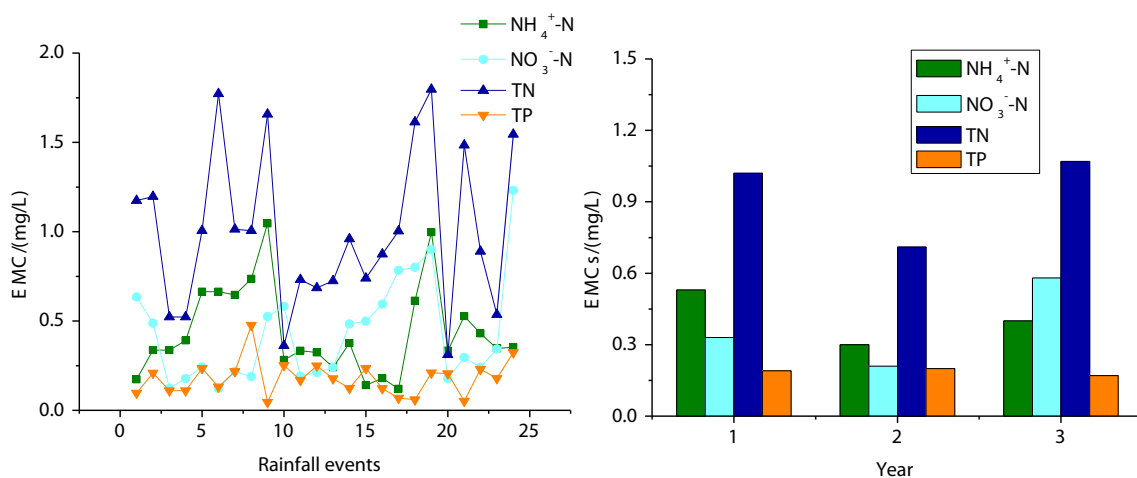 NH₄⁺-N
NO₃⁻-N
TN
TP
2.0
1.5
1.0
0.5
0.0
EMC/(mg/L)
0 5 10 15 20 25
Rainfall events
NH₄⁺-N
NO₃⁻-N
TN
TP
1.5
1.2
0.9
0.6
0.3
0.0
EMCs/(mg/L)
1 2 3
Year